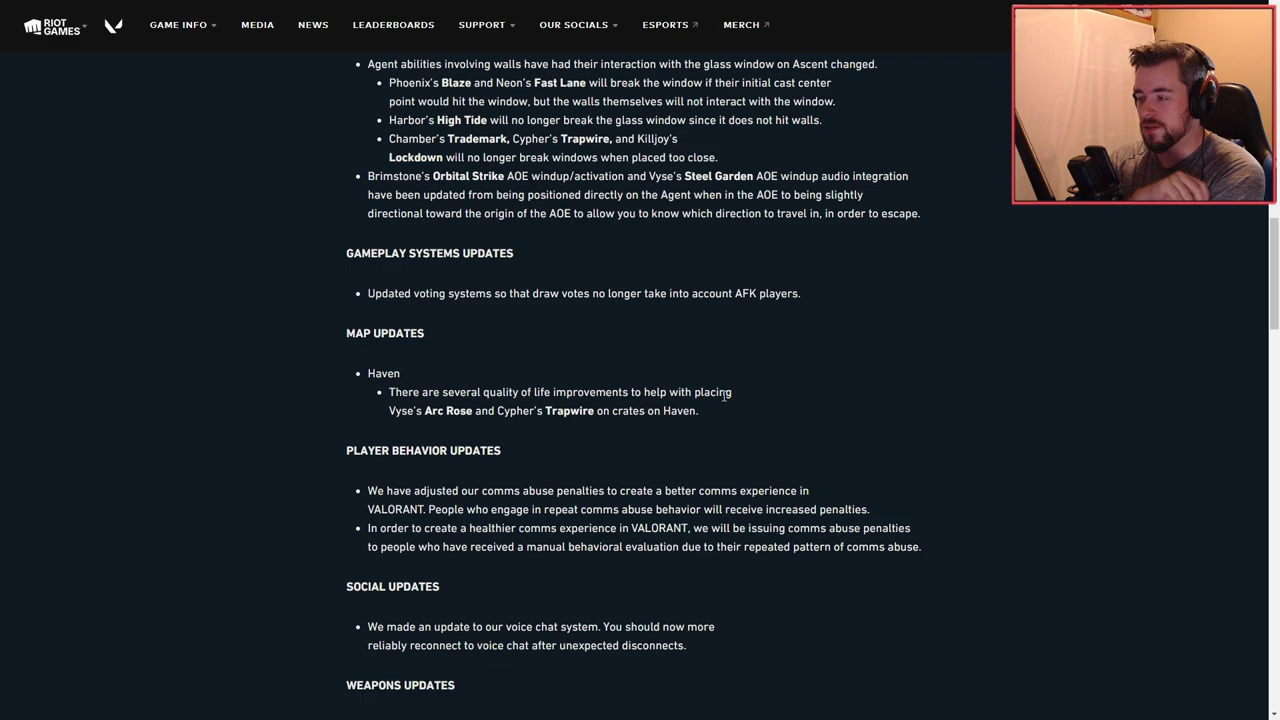 RIOT GAMES
GAME INFO
MEDIA
NEWS
LEADERBOARDS
SUPPORT
OUR SOCIALS
ESPORTS
MERCH
• Agent abilities involving walls have had their interaction with the glass window on Ascent changed.
• Phoenix's Blaze and Neon's Fast Lane will break the window if their initial cast center
point would hit the window, but the walls themselves will not interact with the window.
• Harbor's High Tide will no longer break the glass window since it does not hit walls.
• Chamber's Trademark, Cypher's Trapwire, and Killjoy's
Lockdown will no longer break windows when placed too close.
• Brimstone's Orbital Strike AOE windup/activation and Vyse's Steel Garden AOE windup audio integration
have been updated from being positioned directly on the Agent when in the AOE to being slightly
directional toward the origin of the AOE to allow you to know which direction to travel in, in order to escape.
GAMEPLAY SYSTEMS UPDATES
• Updated voting systems so that draw votes no longer take into account AFK players.
MAP UPDATES
• Haven
• There are several quality of life improvements to help with placing
Vyse's Arc Rose and Cypher's Trapwire on crates on Haven.
PLAYER BEHAVIOR UPDATES
• We have adjusted our comms abuse penalties to create a better comms experience in
VALORANT. People who engage in repeat comms abuse behavior will receive increased penalties.
• In order to create a healthier comms experience in VALORANT, we will be issuing comms abuse penalties
to people who have received a manual behavioral evaluation due to their repeated pattern of comms abuse.
SOCIAL UPDATES
• We made an update to our voice chat system. You should now more
reliably reconnect to voice chat after unexpected disconnects.
WEAPONS UPDATES